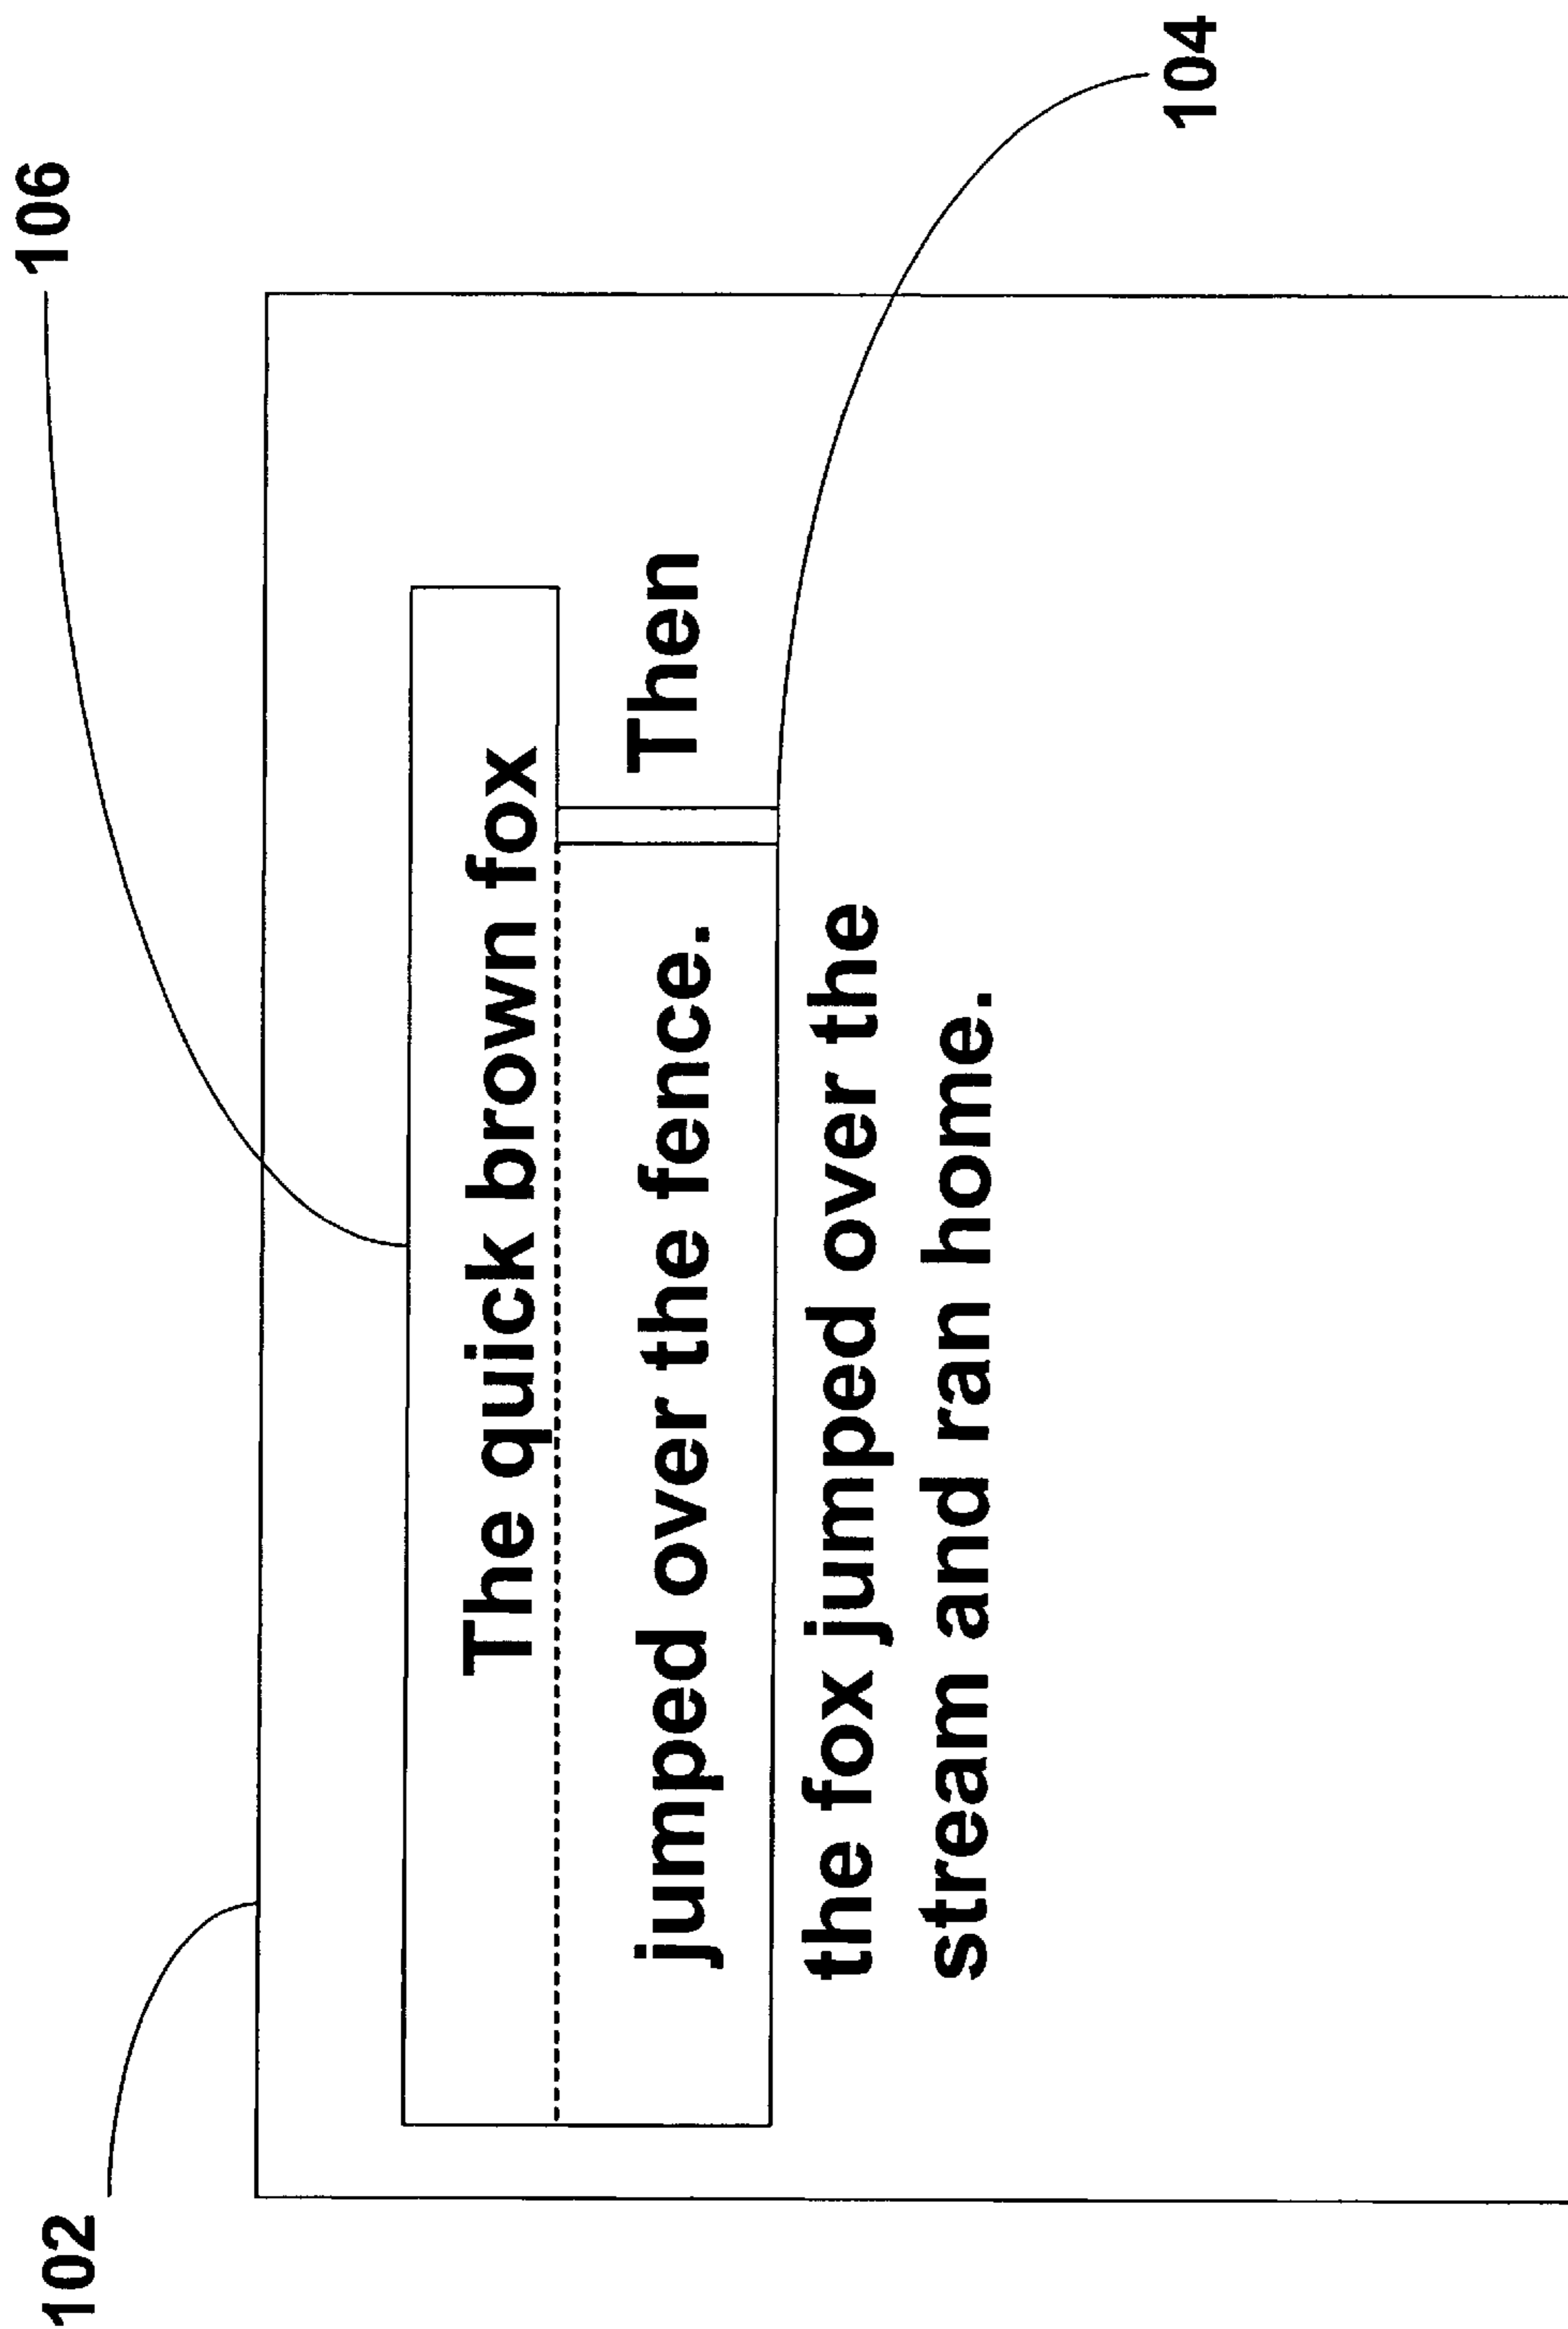 106
102
The quick brown fox
jumped over the fence. Then
the fox jumped over the
stream and ran home.
104